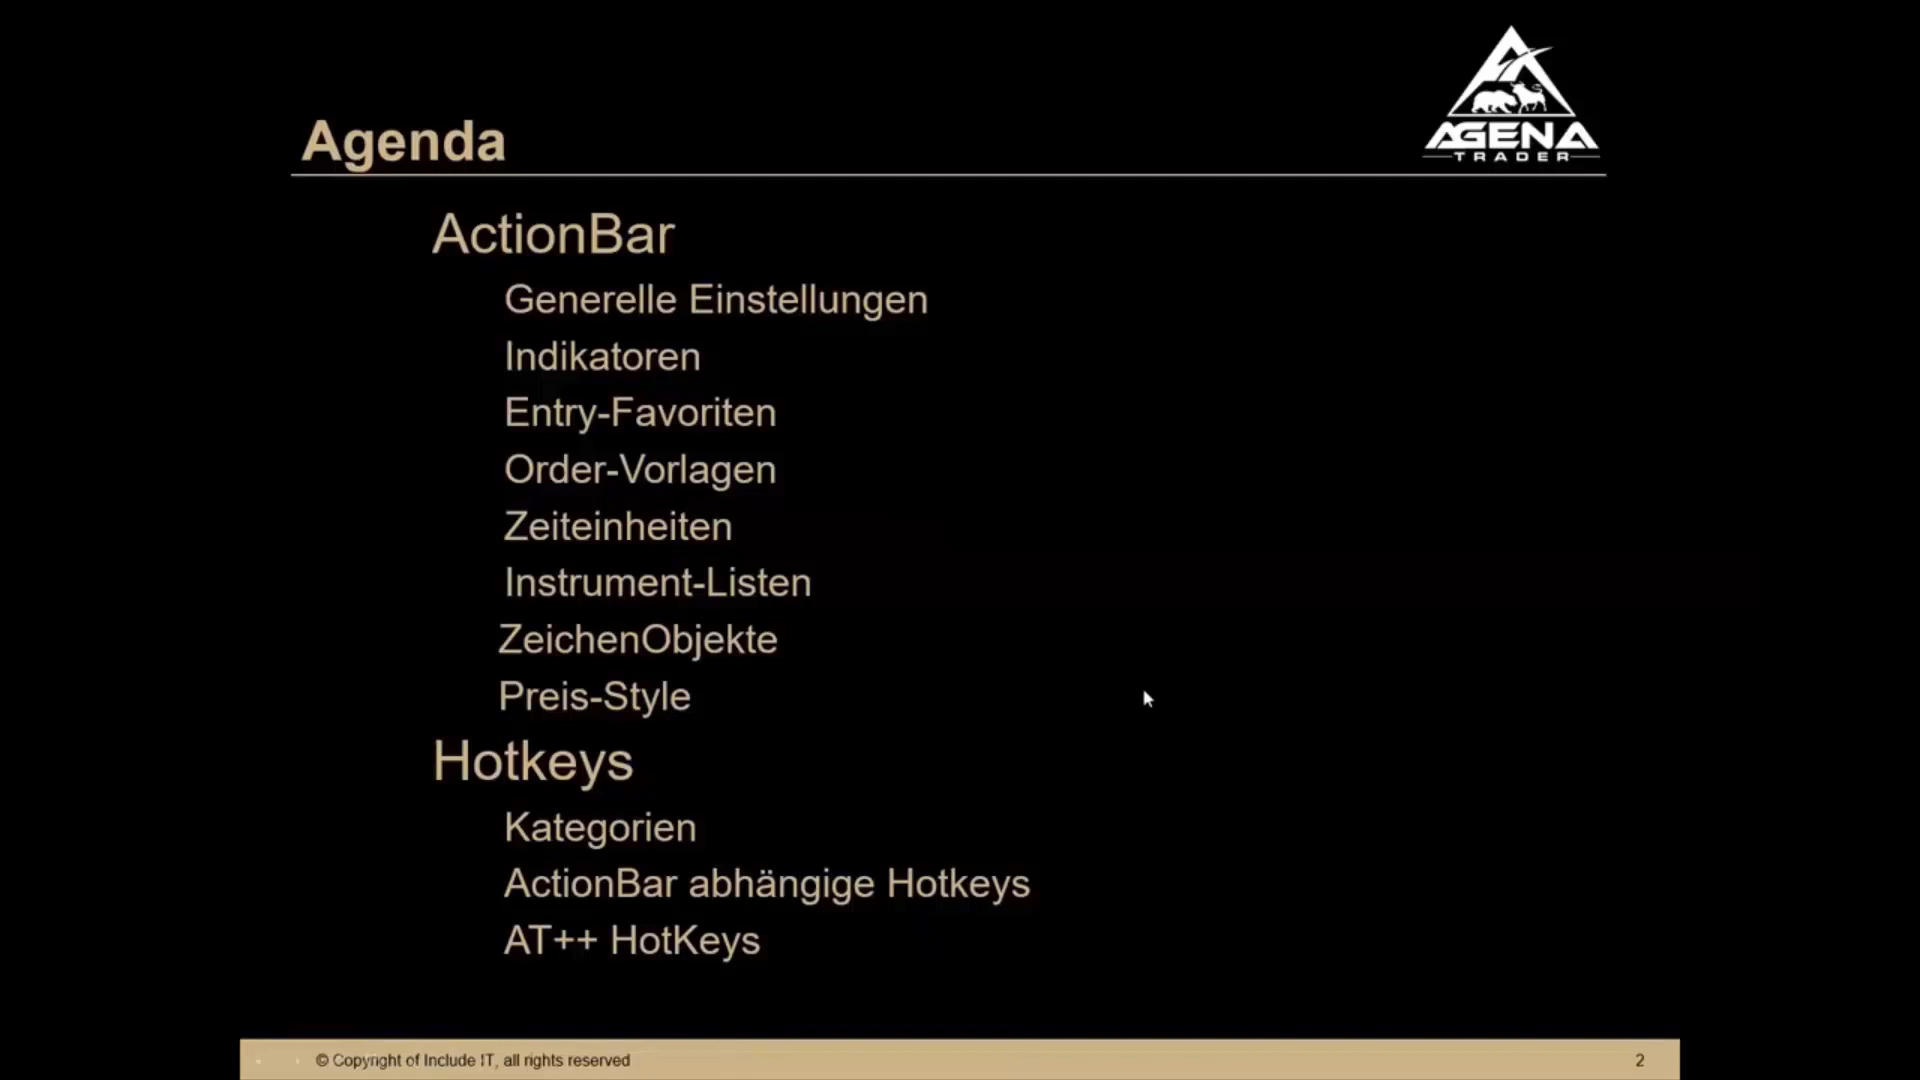 AGENA
TRADER
Agenda
ActionBar
Generelle Einstellungen
Indikatoren
Entry-Favoriten
Order-Vorlagen
Zeiteinheiten
Instrument-Listen
ZeichenObjekte
Preis-Style
Hotkeys
Kategorien
ActionBar abhängige Hotkeys
AT++ HotKeys
© Copyright of Include IT, all rights reserved
2